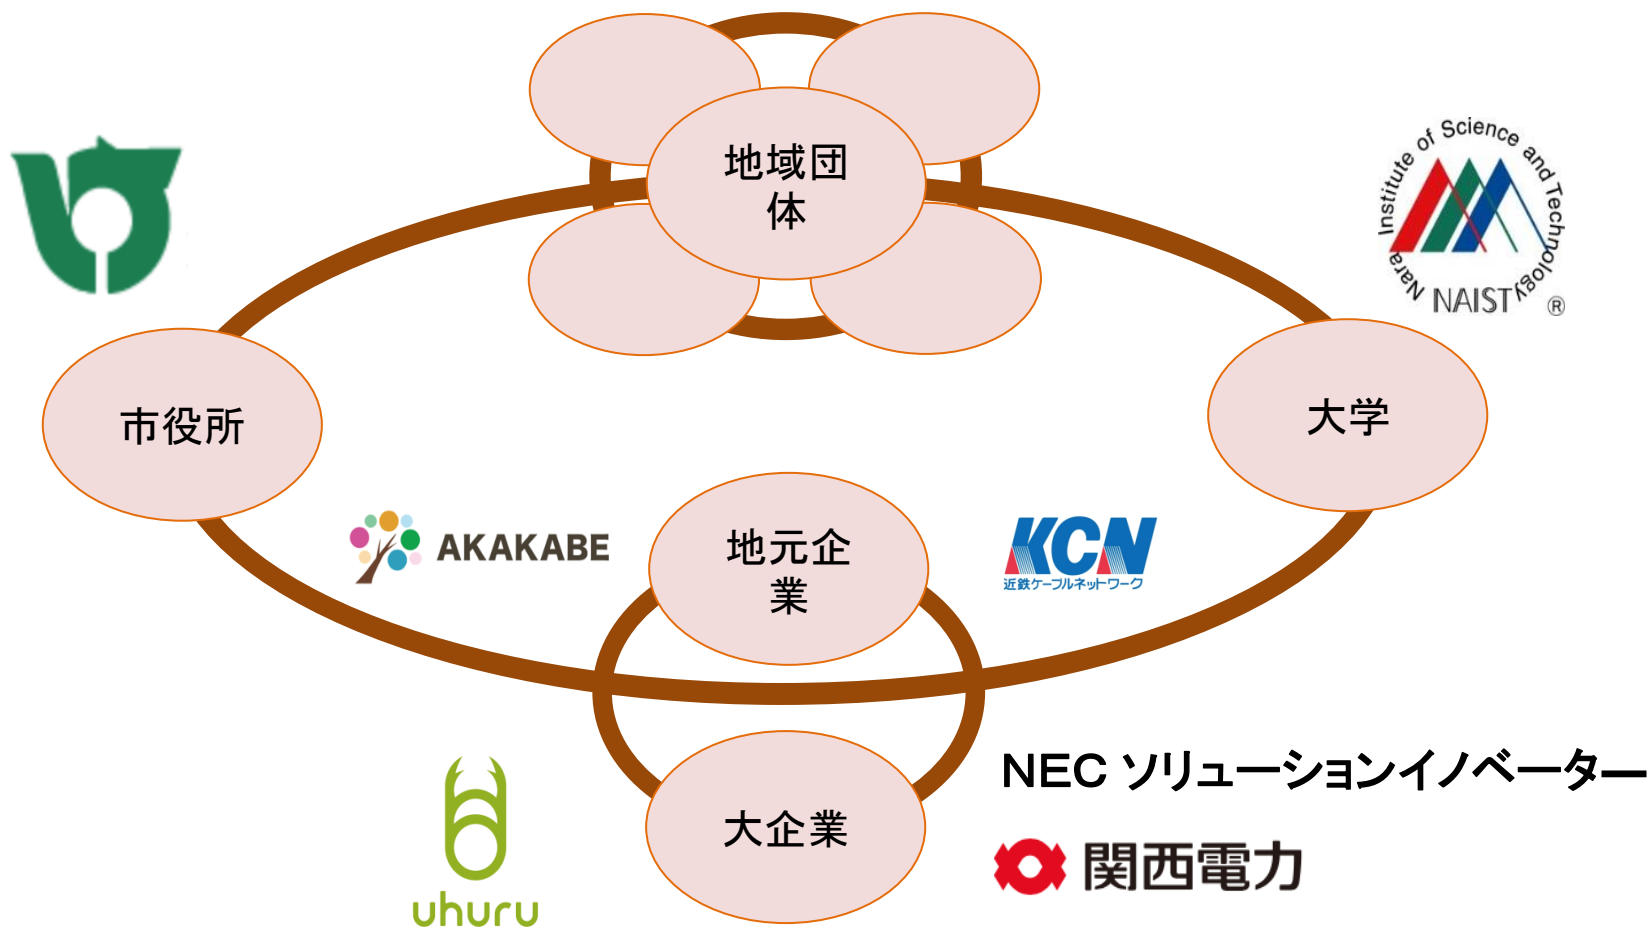 地域団
体
Nara Institute of Science and Technology
NAIST
®
市役所
大学
AKAKABE
地元企
業
KCN
近鉄ケーブルネットワーク
NEC ソリューションイノベーター
大企業
関西電力
uhuru